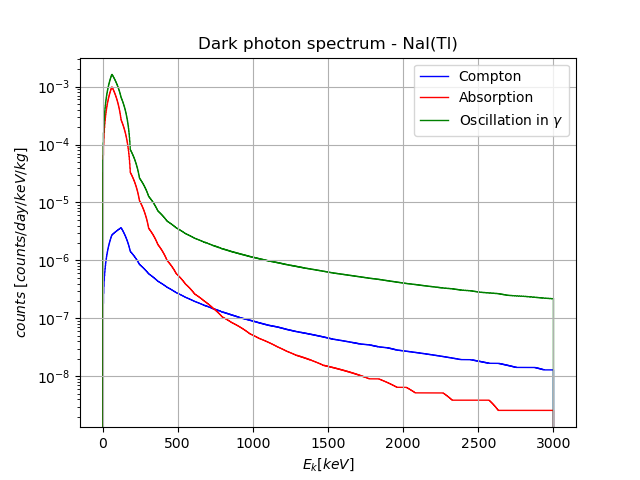 Dark photon spectrum - NaI(Tl)
Compton
Absorption
Oscillation in γ
counts [counts/day/keV/kg]
10⁻³
10⁻⁴
10⁻⁵
10⁻⁶
10⁻⁷
10⁻⁸
0 500 1000 1500 2000 2500 3000
Eₖ[keV]